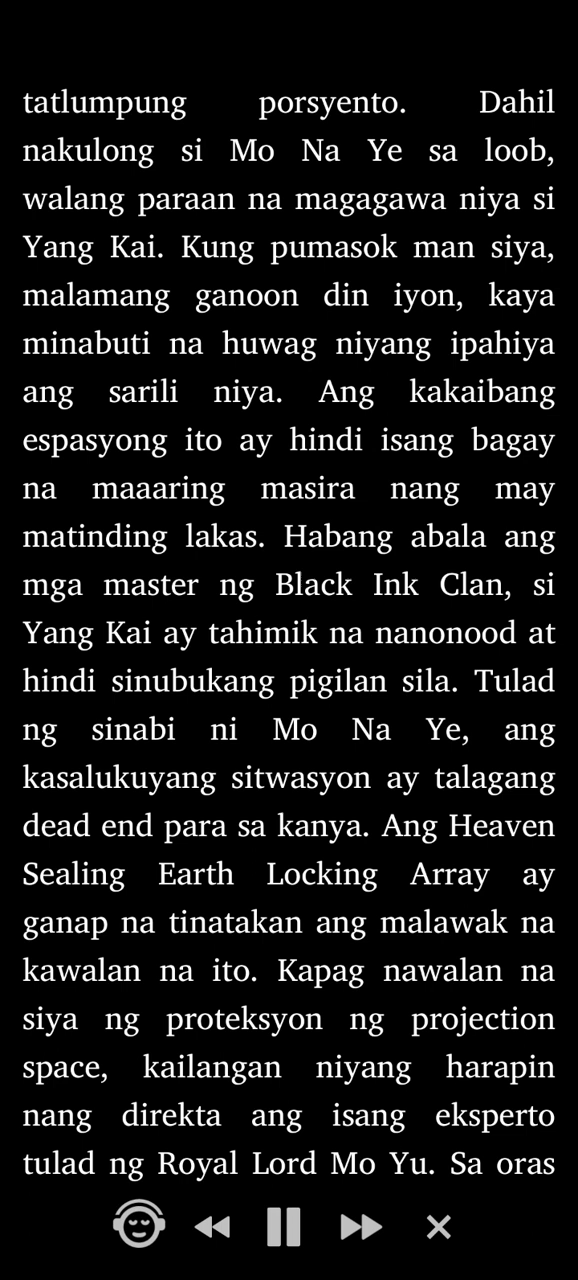 tatlumpung porsyento. Dahil
nakulong si Mo Na Ye sa loob,
walang paraan na magagawa niya si
Yang Kai. Kung pumasok man siya,
malamang ganoon din iyon, kaya
minabuti na huwag niyang ipahiya
ang sarili niya. Ang kakaibang
espasyong ito ay hindi isang bagay
na maaaring masira nang may
matinding lakas. Habang abala ang
mga master ng Black Ink Clan, si
Yang Kai ay tahimik na nanonood at
hindi sinubukang pigilan sila. Tulad
ng sinabi ni Mo Na Ye, ang
kasalukuyang sitwasyon ay talagang
dead end para sa kanya. Ang Heaven
Sealing Earth Locking Array ay
ganap na tinatakan ang malawak na
kawalan na ito. Kapag nawalan na
siya ng proteksyon ng projection
space, kailangan niyang harapin
nang direkta ang isang eksperto
tulad ng Royal Lord Mo Yu. Sa oras